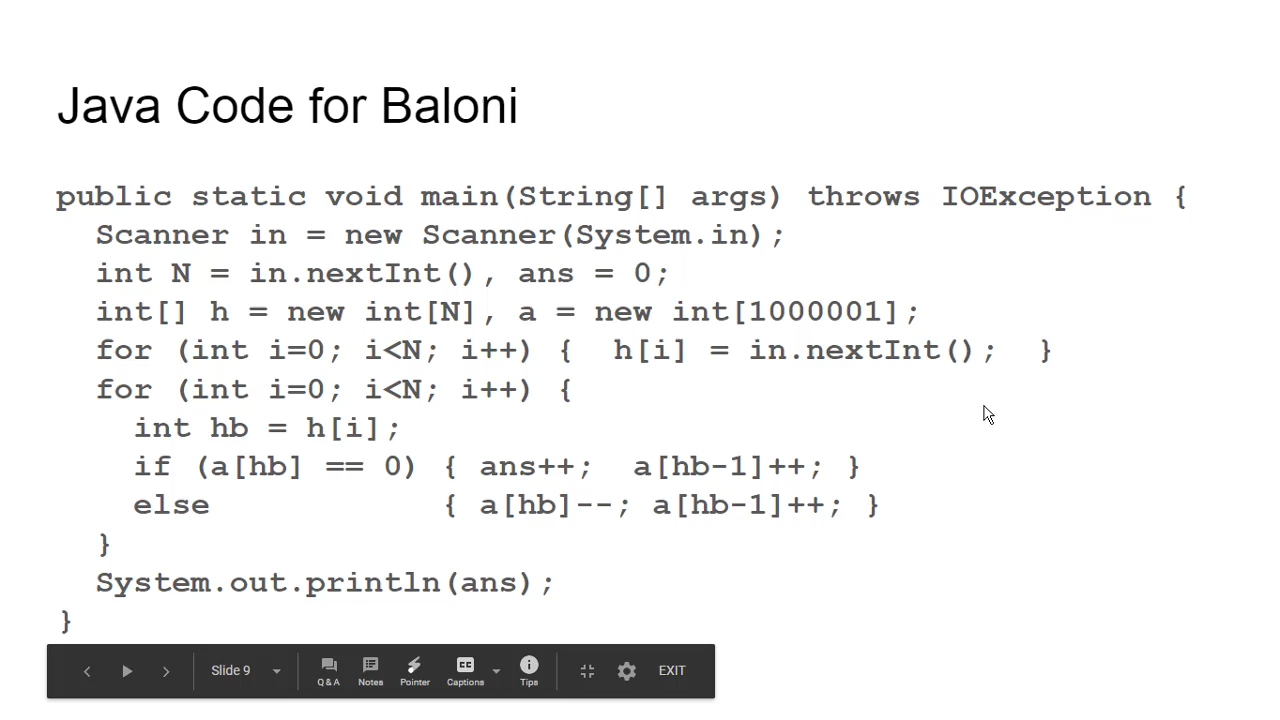 Java Code for Baloni
public static void main(String[] args) throws IOException {
Scanner in = new Scanner(System.in);
int N = in.nextInt(), ans = 0;
int[] h = new int[N], a = new int[1000001];
for (int i=0; i<N; i++) {  h[i] = in.nextInt();  }
for (int i=0; i<N; i++) {
int hb = h[i];
if (a[hb] == 0) { ans++;  a[hb-1]++; }
else            { a[hb]--; a[hb-1]++; }
}
System.out.println(ans);
}
Slide 9 Q & A Notes Pointer CC Captions Tips EXIT